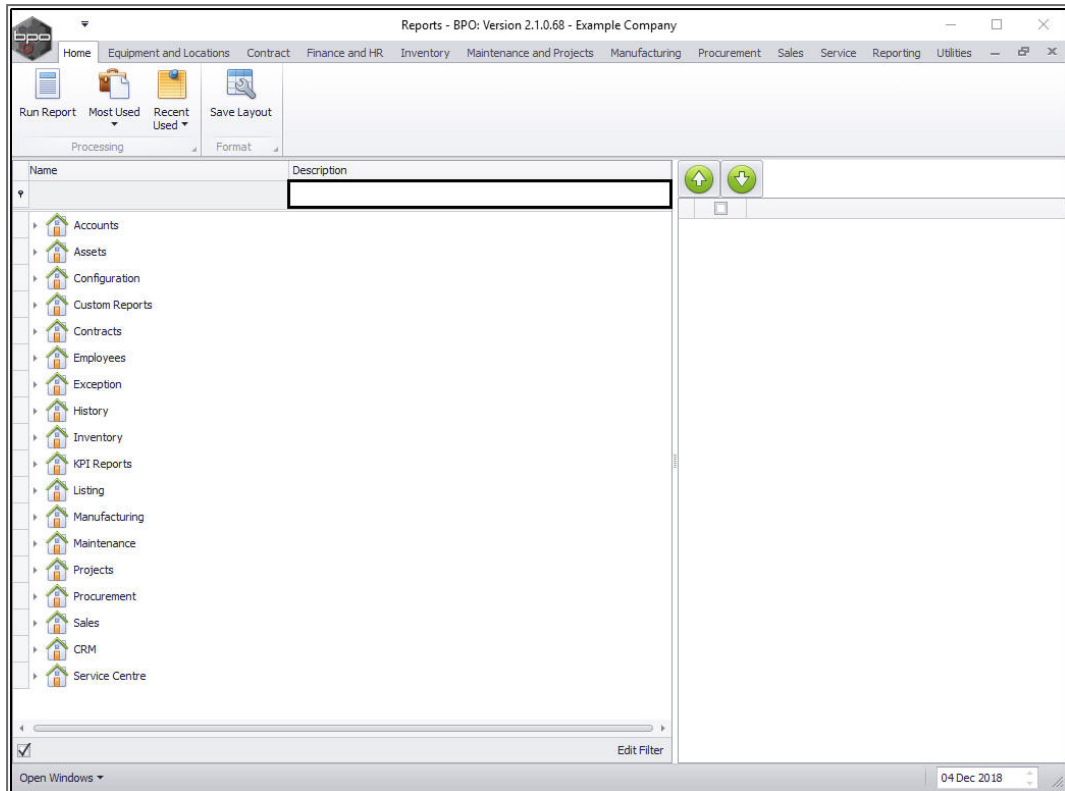 Reports - BPO: Version 2.1.0.68 - Example Company
bpo
Home Equipment and Locations Contract Finance and HR Inventory Maintenance and Projects Manufacturing Procurement Sales Service Reporting Utilities
Run Report Most Used Recent Used Save Layout
Processing Format
Name Description
Accounts
Assets
Configuration
Custom Reports
Contracts
Employees
Exception
History
Inventory
KPI Reports
Listing
Manufacturing
Maintenance
Projects
Procurement
Sales
CRM
Service Centre
Edit Filter
Open Windows 04 Dec 2018